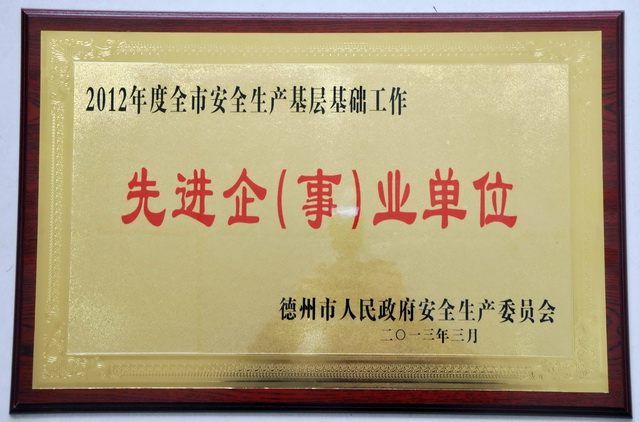 2012年度全市安全生产基层基础工作
先进企(事)业单位
德州市人民政府安全生产委员会
二〇一三年三月